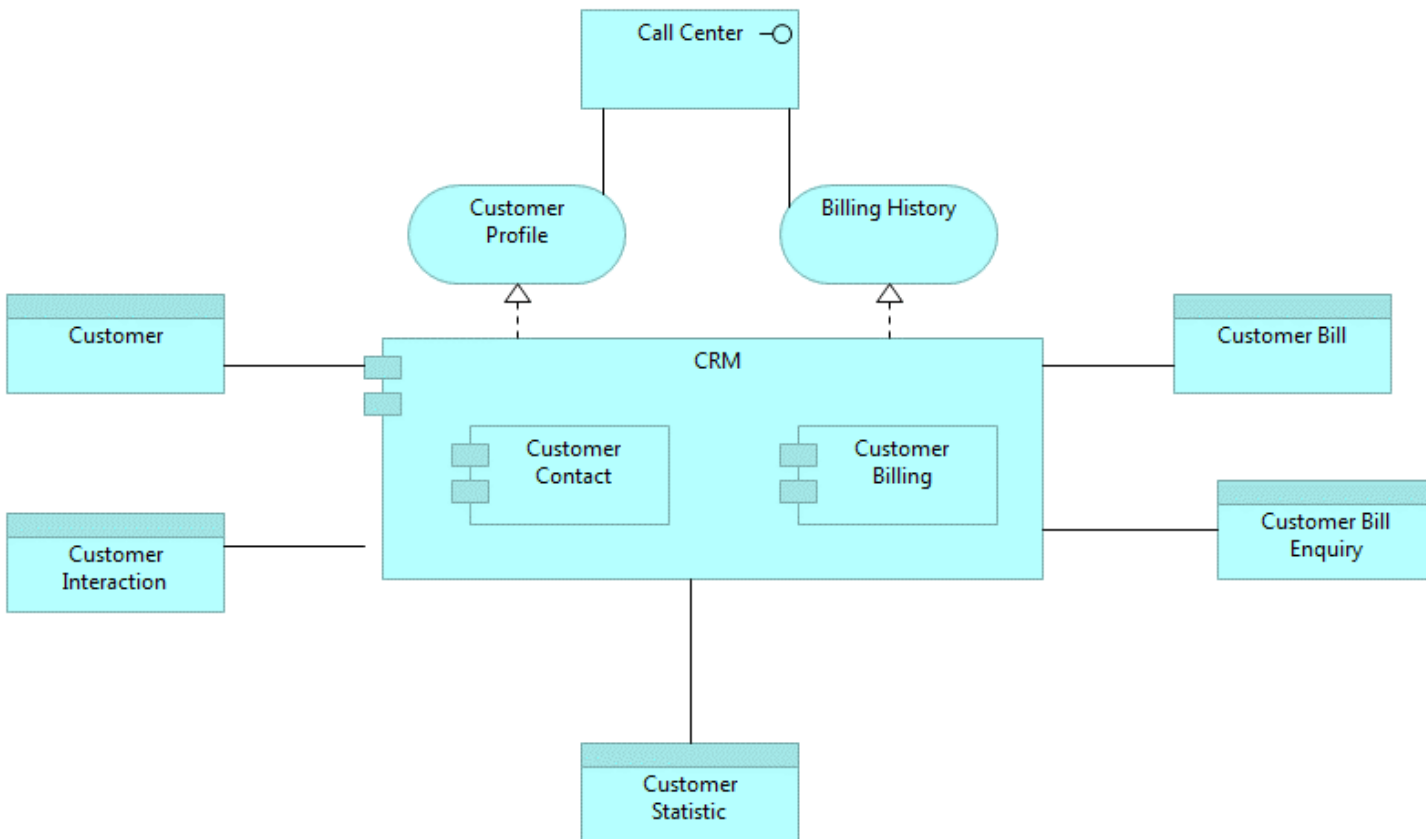 Call Center
Customer
Profile
Billing History
Customer
Customer Bill
CRM
Customer
Contact
Customer
Billing
Customer
Interaction
Customer Bill
Enquiry
Customer
Statistic